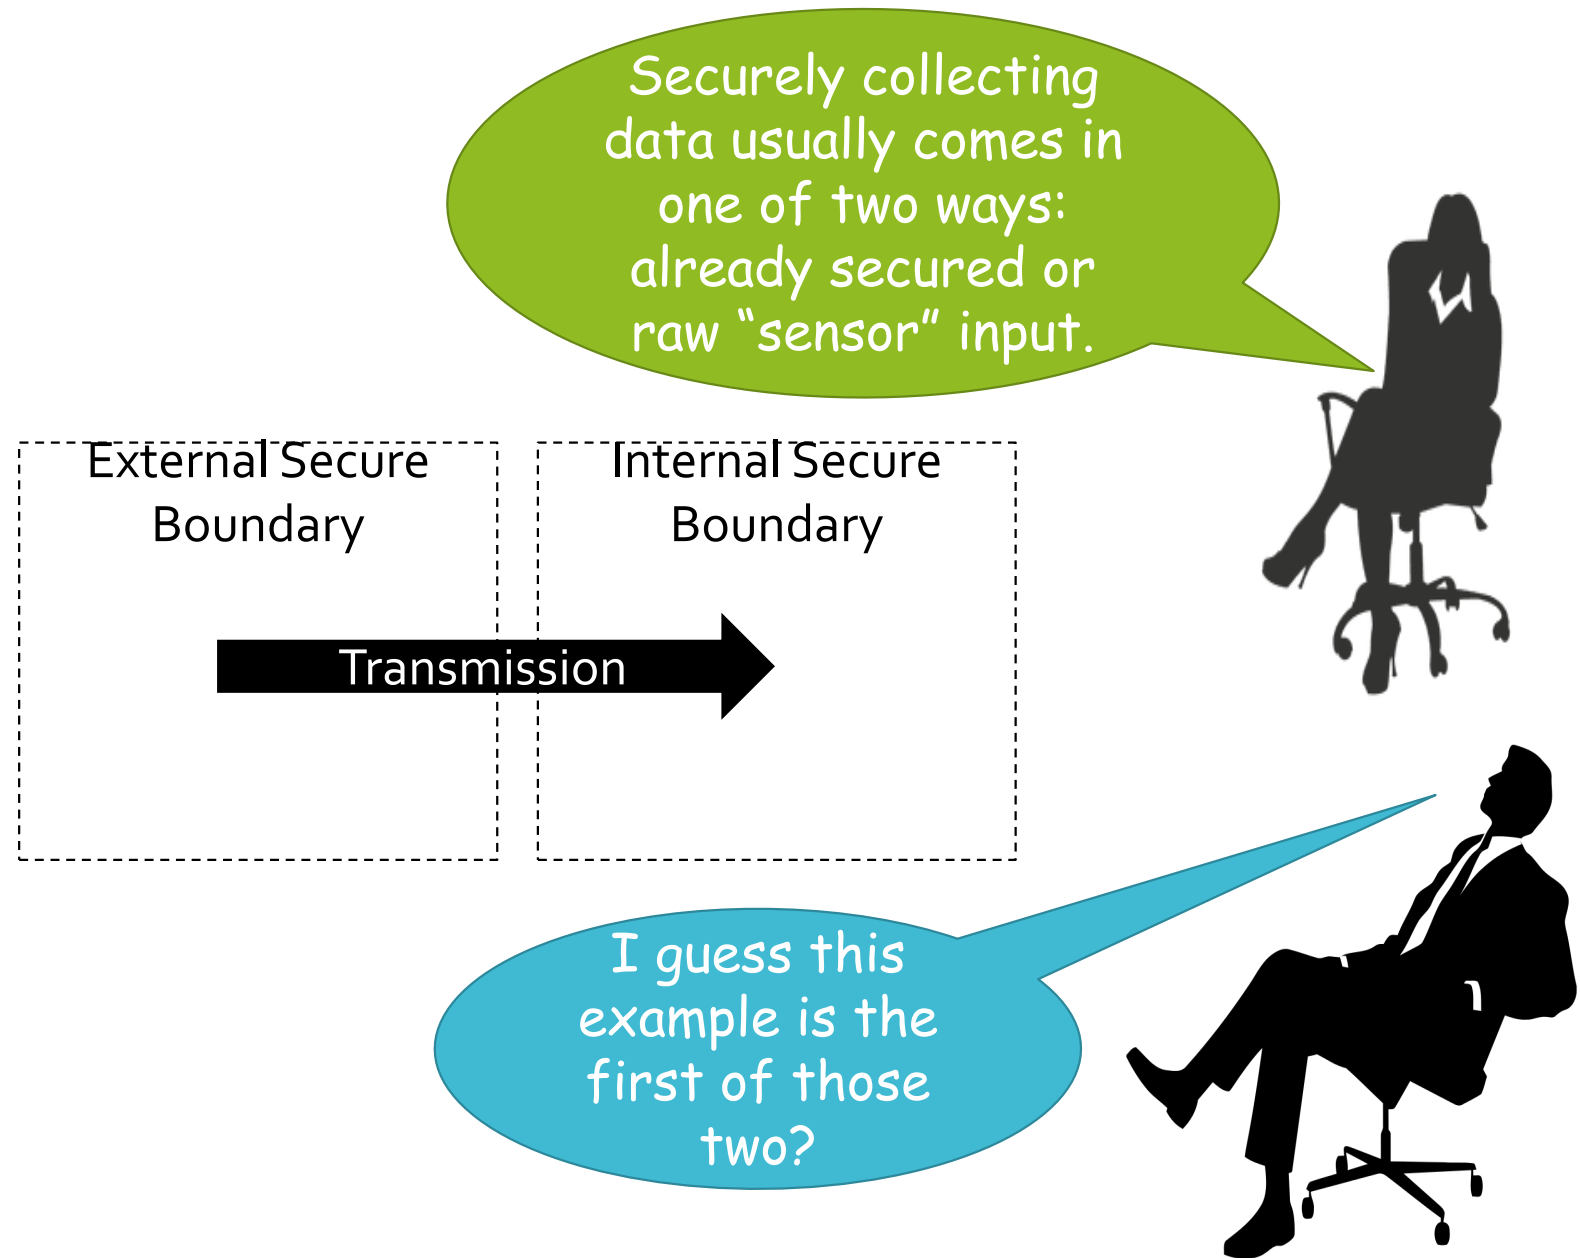 Securely collecting
data usually comes in
one of two ways:
already secured or
raw “sensor” input.
External Secure
Boundary
Internal Secure
Boundary
Transmission
I guess this
example is the
first of those
two?